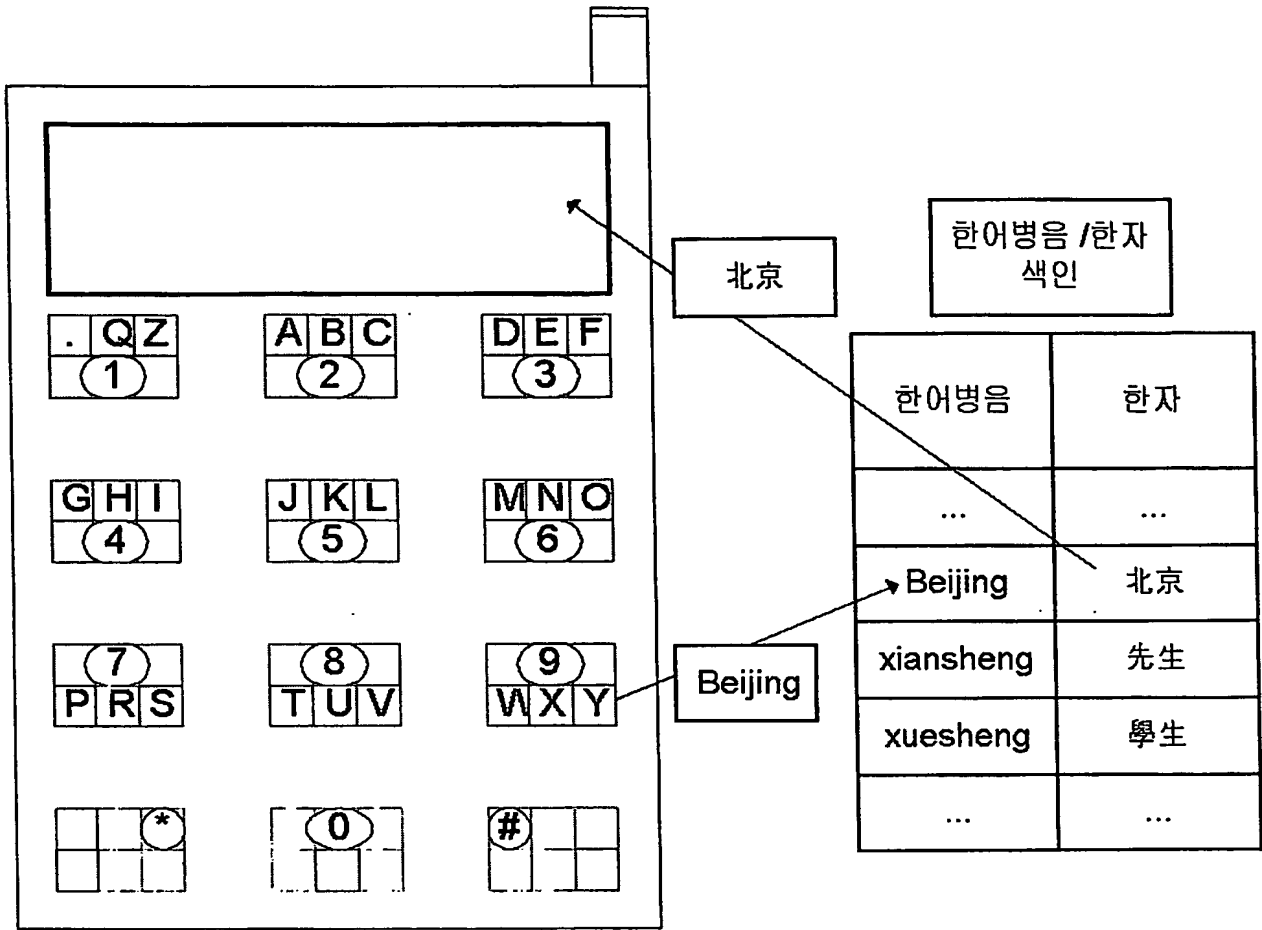 . Q Z A B C D E F
1 2 3
G H I J K L M N O
4 5 6
7 8 9
P R S T U V W X Y
* 0 #
北京
Beijing
한어병음 /한자
색인
한어병음 한자
... ...
Beijing 北京
xiansheng 先生
xuesheng 學生
... ...